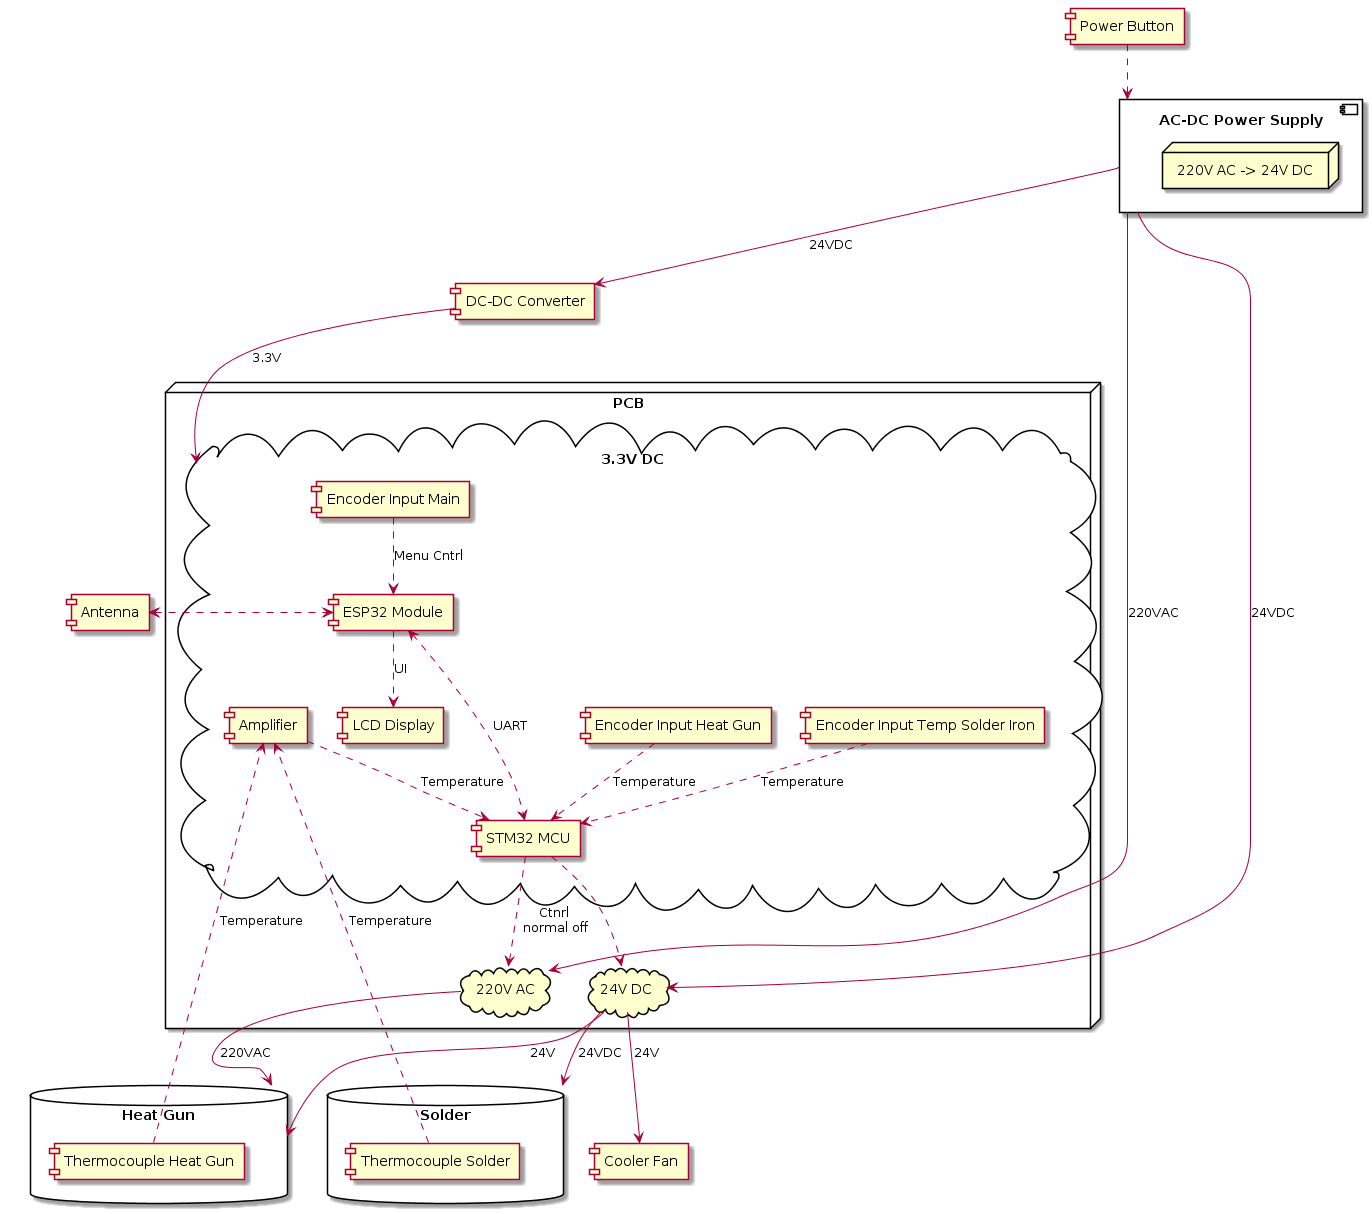 Power Button
AC-DC Power Supply
220V AC -> 24V DC
24VDC
DC-DC Converter
3.3V
PCB
3.3V DC
Encoder Input Main
Menu Cntrl
Antenna
ESP32 Module
220VAC
24VDC
UI
Amplifier
LCD Display
UART
Encoder Input Heat Gun
Encoder Input Temp Solder Iron
Temperature
Temperature
Temperature
STM32 MCU
Temperature
Temperature
Ctnrl
normal off
220V AC
24V DC
220VAC
24V
24VDC
24V
Heat Gun
Solder
Thermocouple Heat Gun
Thermocouple Solder
Cooler Fan